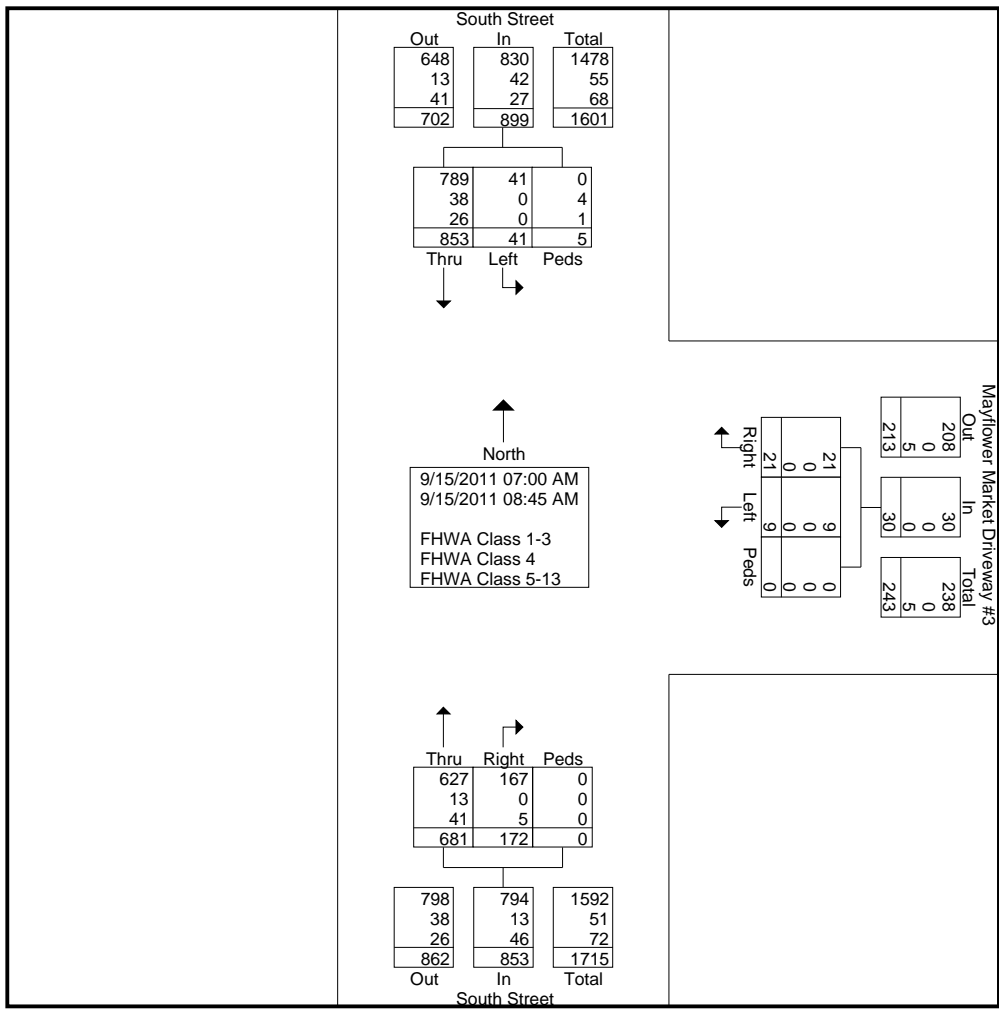 South Street
Out In Total
648 830 1478
13 42 55
41 27 68
702 899 1601
789 41 0
38 0 4
26 0 1
853 41 5
Thru Left Peds
North
9/15/2011 07:00 AM
9/15/2011 08:45 AM
FHWA Class 1-3
FHWA Class 4
FHWA Class 5-13
Mayflower Market Driveway #3
Out In Total
208 30 238
0 0 0
5 0 5
213 30 243
21 9 0
0 0 0
0 0 0
21 9 0
Right Left Peds
Thru Right Peds
627 167 0
13 0 0
41 5 0
681 172 0
798 794 1592
38 13 51
26 46 72
862 853 1715
Out In Total
South Street